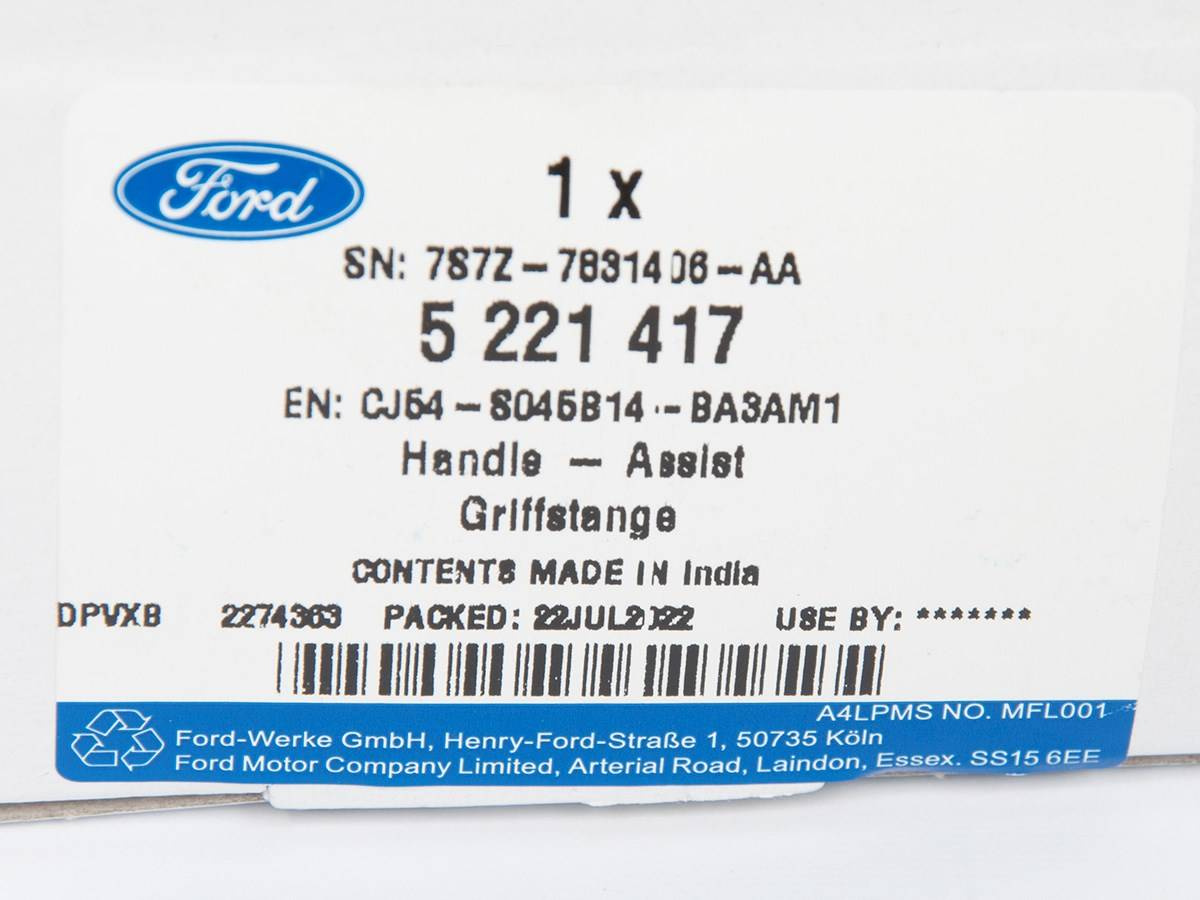 Ford
1 x
SN: 7S7Z-7831406-AA
5 221 417
EN: CJ54-S045B14--BA3AM1
Handle - Assist
Griffstange
CONTENTS MADE IN India
DPVXB 2274363 PACKED: 22JUL2022 USE BY: *******
A4LPMS NO. MFL001
Ford-Werke GmbH, Henry-Ford-Straße 1, 50735 Köln
Ford Motor Company Limited, Arterial Road, Laindon, Essex. SS15 6EE